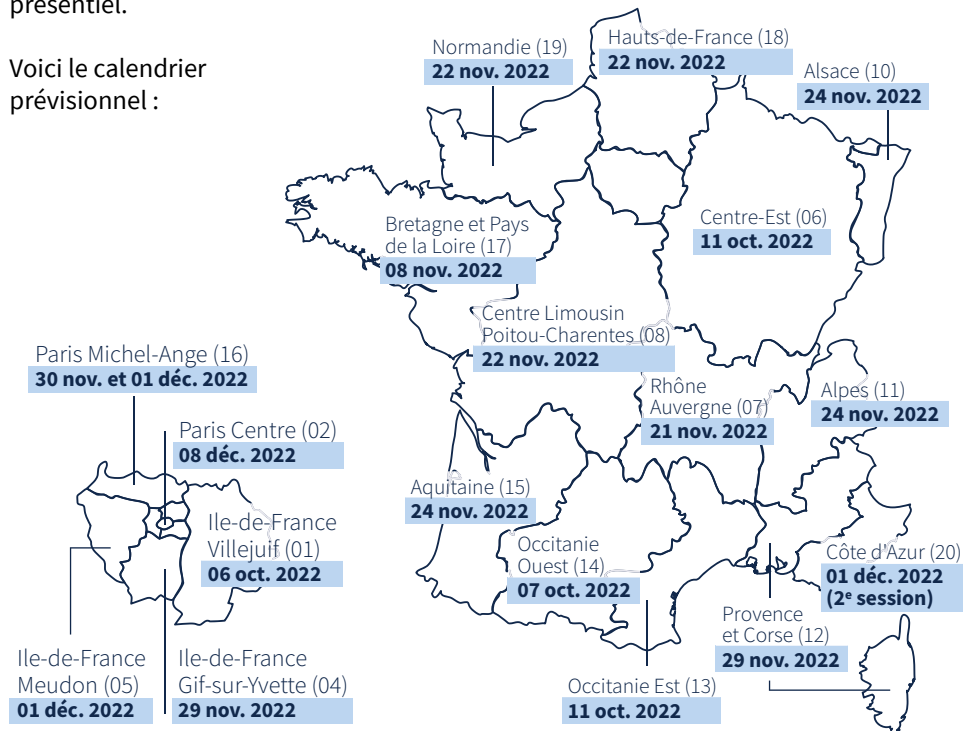 présentiel.
Voici le calendrier
prévisionnel :
Normandie (19)
22 nov. 2022
Hauts-de-France (18)
22 nov. 2022
Alsace (10)
24 nov. 2022
Bretagne et Pays
de la Loire (17)
08 nov. 2022
Centre-Est (06)
11 oct. 2022
Centre Limousin
Poitou-Charentes (08)
22 nov. 2022
Paris Michel-Ange (16)
30 nov. et 01 déc. 2022
Rhône
Auvergne (07)
21 nov. 2022
Alpes (11)
24 nov. 2022
Paris Centre (02)
08 déc. 2022
Aquitaine (15)
24 nov. 2022
Ile-de-France
Villejuif (01)
06 oct. 2022
Occitanie
Ouest (14)
07 oct. 2022
Côte d'Azur (20)
01 déc. 2022
(2e session)
Provence
et Corse (12)
29 nov. 2022
Ile-de-France
Meudon (05)
01 déc. 2022
Ile-de-France
Gif-sur-Yvette (04)
29 nov. 2022
Occitanie Est (13)
11 oct. 2022